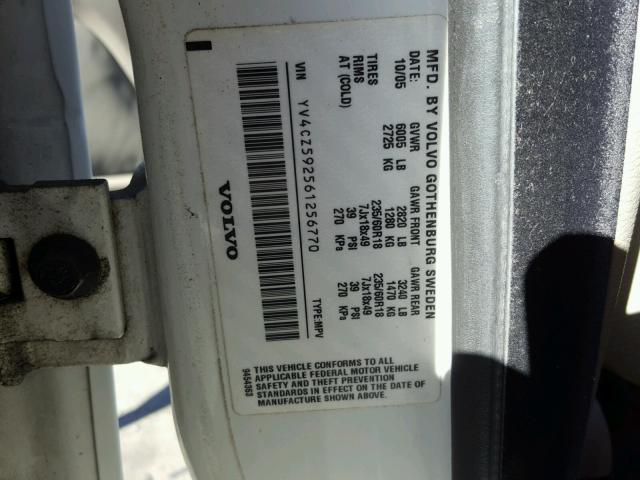 MFD. BY VOLVO GOTHENBURG SWEDEN
DATE: GVWR GAWR FRONT GAWR REAR
10/05 6005 LB 2820 LB 3240 LB
2725 KG 1280 KG 1470 KG
TIRES 235/60R18 235/60R18
RIMS 7Jx18x49 7Jx18x49
AT (COLD) 39 PSI 39 PSI
270 KPa 270 KPa
VIN YV4CZ592561256770 TYPE:MPV
VOLVO
THIS VEHICLE CONFORMS TO ALL
APPLICABLE FEDERAL MOTOR VEHICLE
SAFETY AND THEFT PREVENTION
STANDARDS IN EFFECT ON THE DATE OF
MANUFACTURE SHOWN ABOVE.
9454363